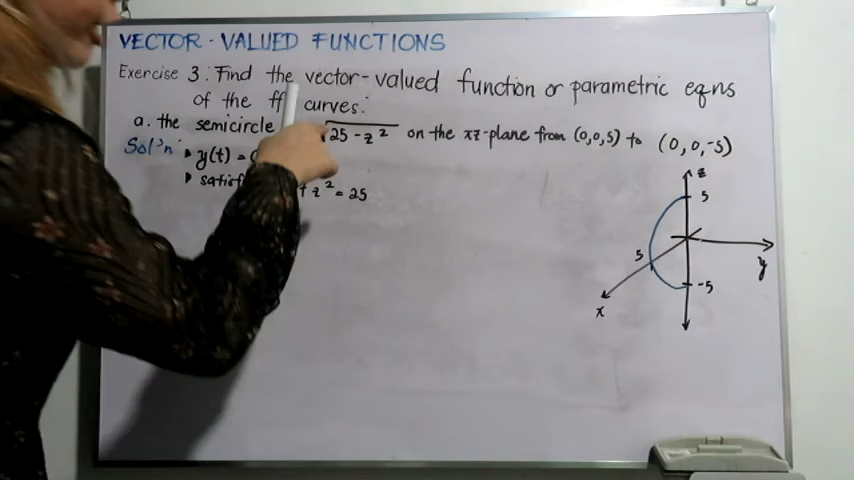 VECTOR-VALUED FUNCTIONS
Exercise 3: Find the vector-valued function or parametric eqns
of the ff curves:
a. the semicircle √25 - z² on the xz-plane from (0,0,5) to (0,0,-5)
Sol'n: y(t) =
z² = 25
z
5
5
-5
y
x